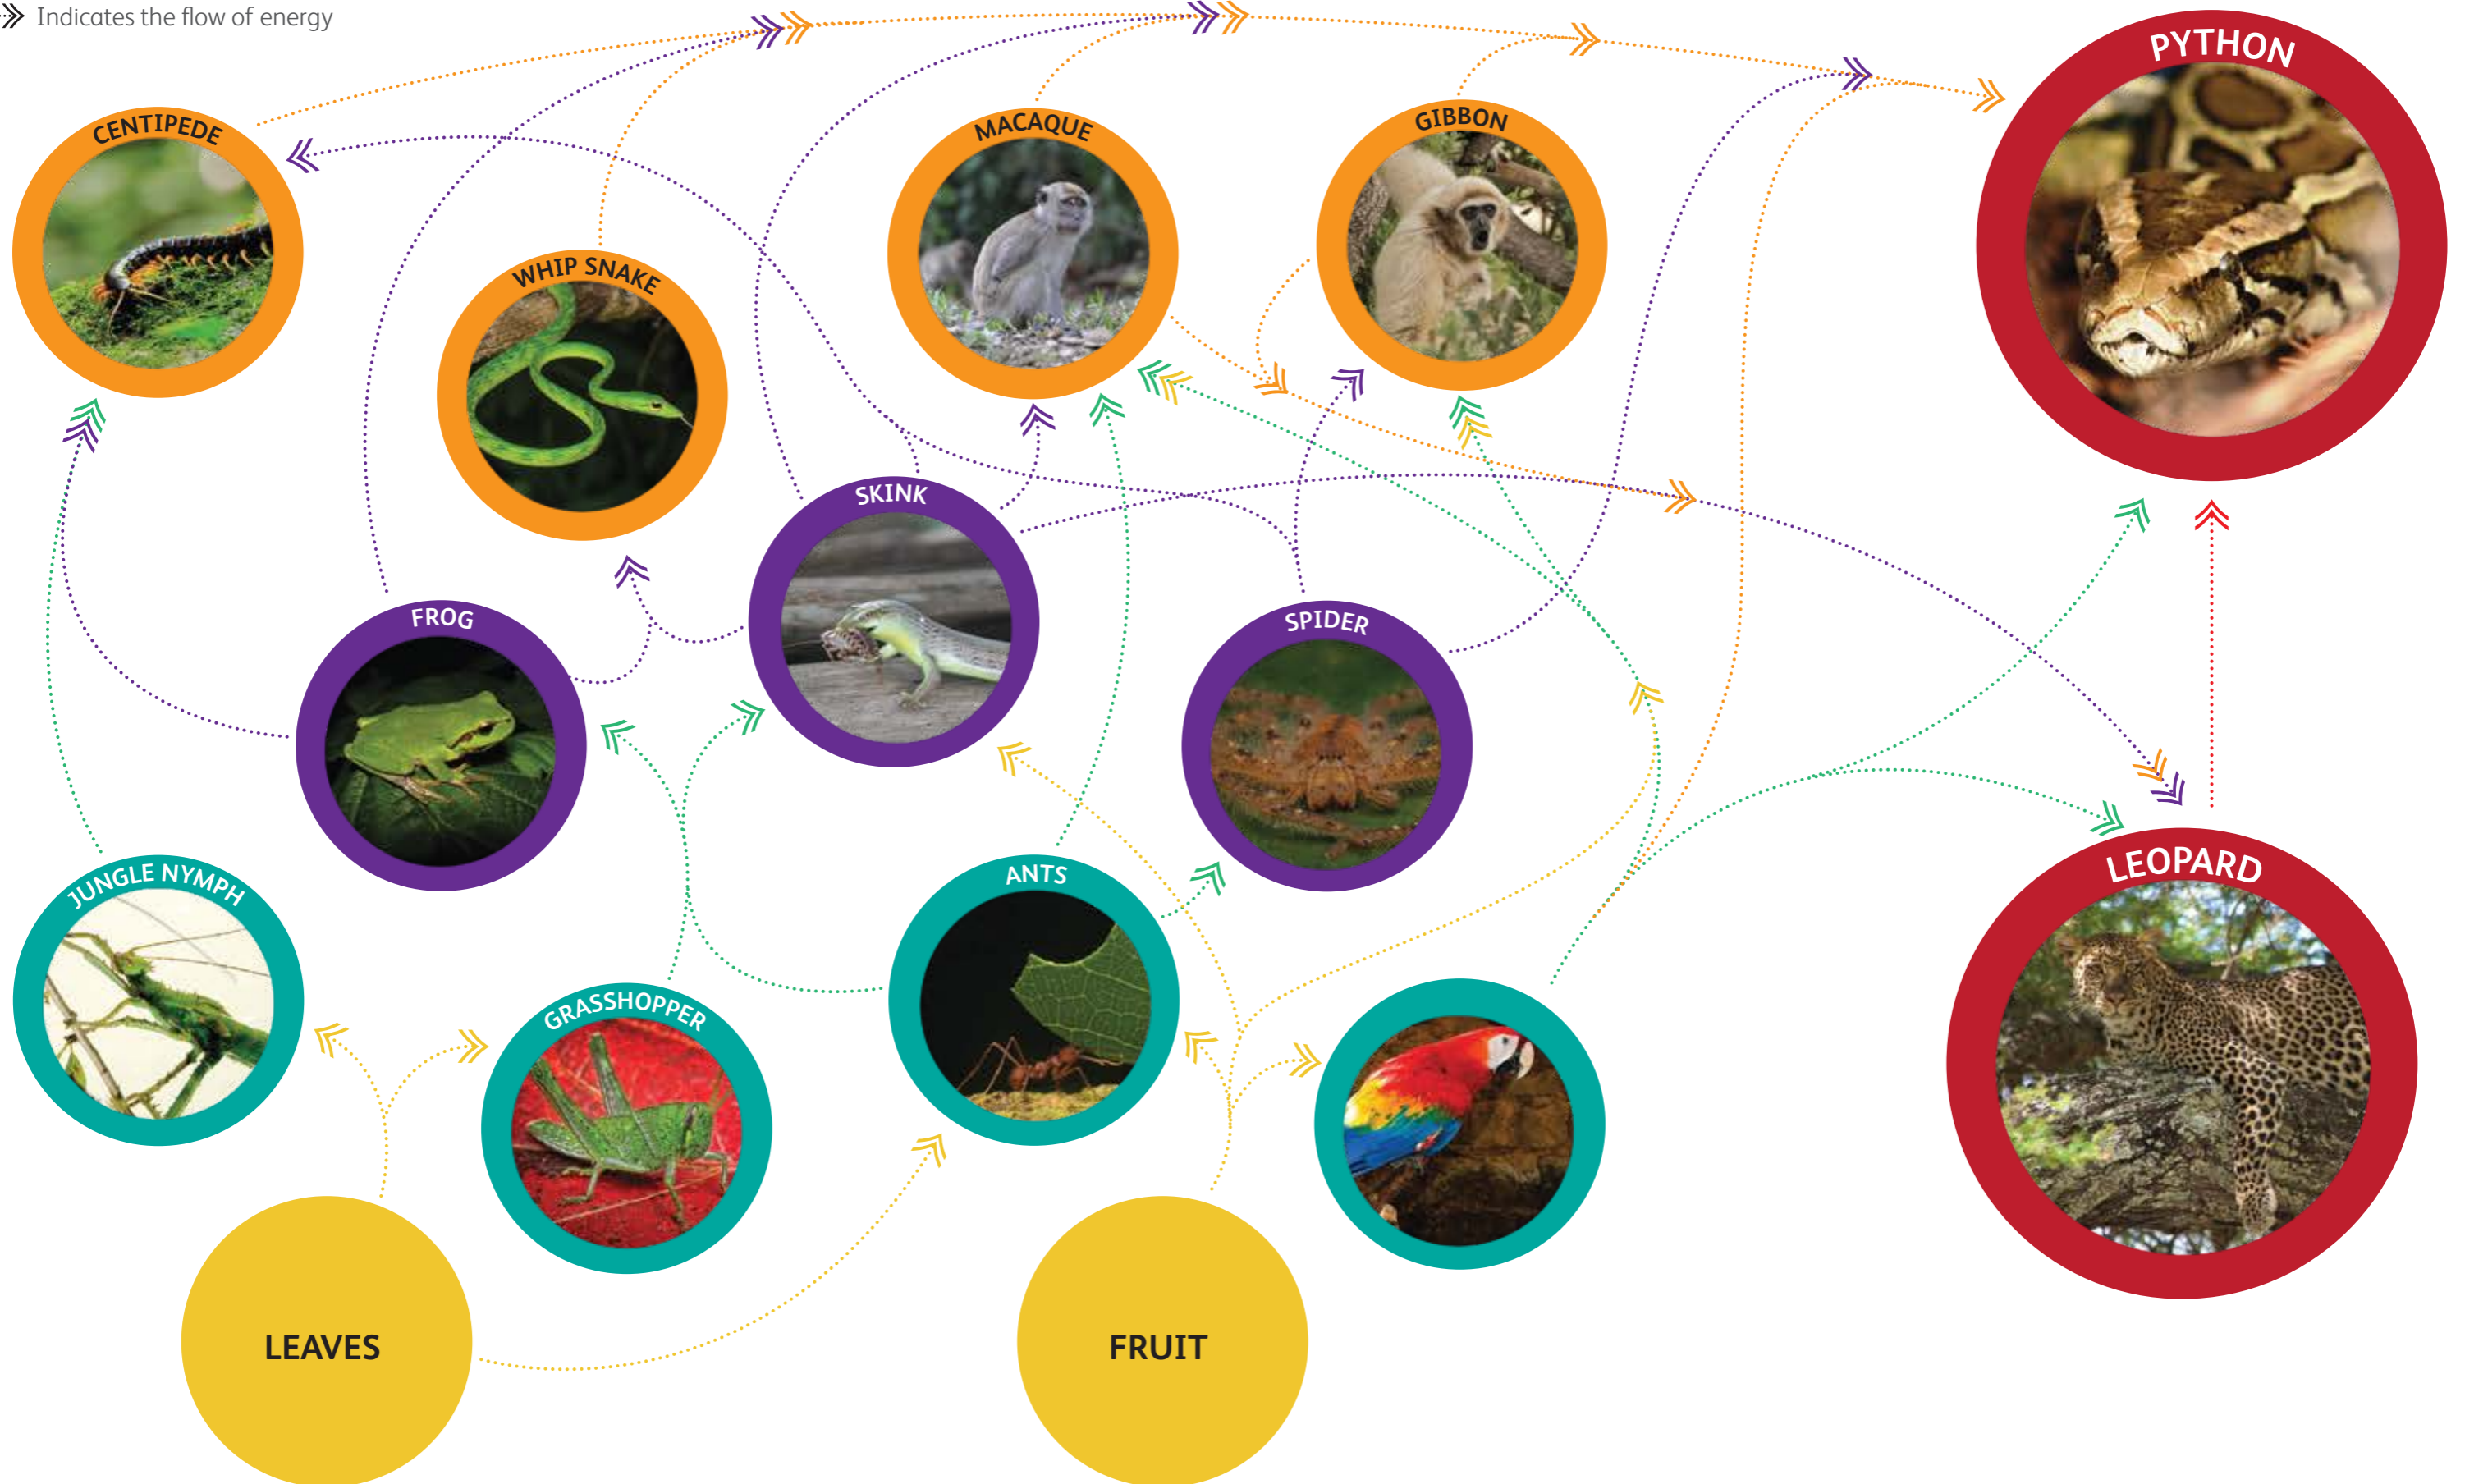 Indicates the flow of energy
PYTHON
CENTIPEDE
MACAQUE
GIBBON
WHIP SNAKE
SKINK
FROG
SPIDER
JUNGLE NYMPH
ANTS
LEOPARD
GRASSHOPPER
LEAVES
FRUIT